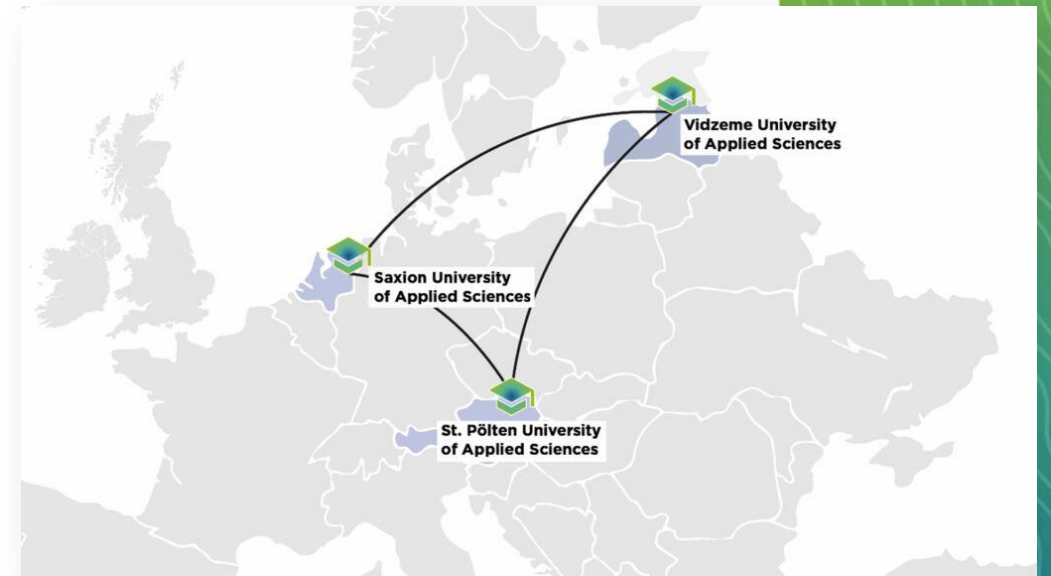 Vidzeme University
of Applied Sciences
Saxion University
of Applied Sciences
St. Pölten University
of Applied Sciences